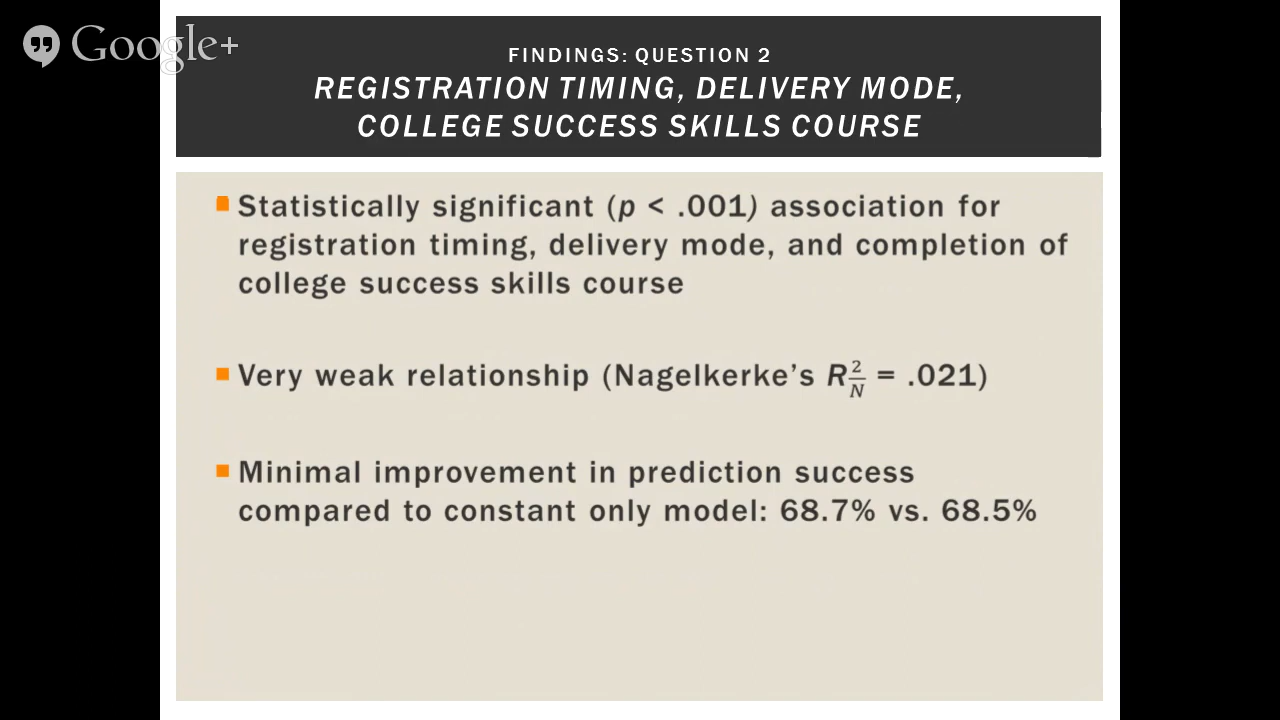 Google+
FINDINGS: QUESTION 2
REGISTRATION TIMING, DELIVERY MODE,
COLLEGE SUCCESS SKILLS COURSE
Statistically significant (p < .001) association for
registration timing, delivery mode, and completion of
college success skills course
Very weak relationship (Nagelkerke’s R 2/N = .021)
Minimal improvement in prediction success
compared to constant only model: 68.7% vs. 68.5%